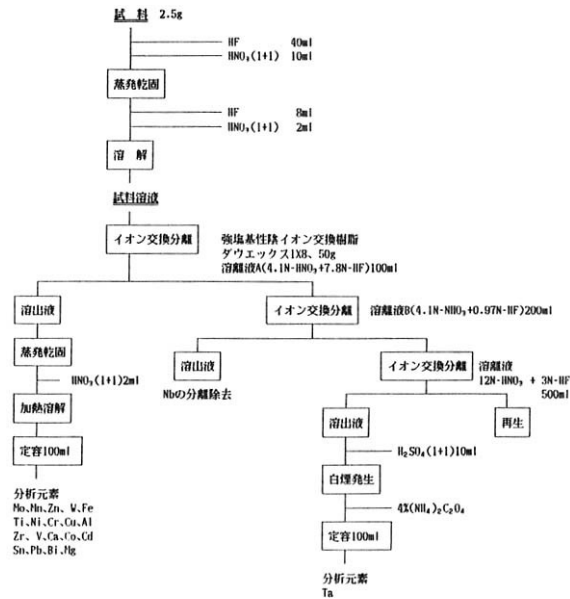 試料 2.5g
HF 40ml
HNO₃(1+1) 10ml
蒸発乾固
HF 8ml
HNO₃(1+1) 2ml
溶解
試料溶液
イオン交換分離
強塩基性陰イオン交換樹脂
ダウエックス1X8、50g
溶離液A(4.1N-HNO₃+7.8N-HF)100ml
溶出液
イオン交換分離
溶離液B(4.1N-NHO₃+0.97N-HF)200ml
蒸発乾固
溶出液
イオン交換分離
溶離液
12N-HNO₃ + 3N-HF
500ml
HNO₃(1+1)2ml
Nbの分離除去
加熱溶解
溶出液
再生
定容100ml
H₂SO₄(1+1)10ml
白煙発生
分析元素
Mo、Mn、Zn、W、Fe
Ti、Ni、Cr、Cu、Al
Zr、V、Ca、Co、Cd
Sn、Pb、Bi、Mg
4%(NH₄)₂C₂O₄
定容100ml
分析元素
Ta